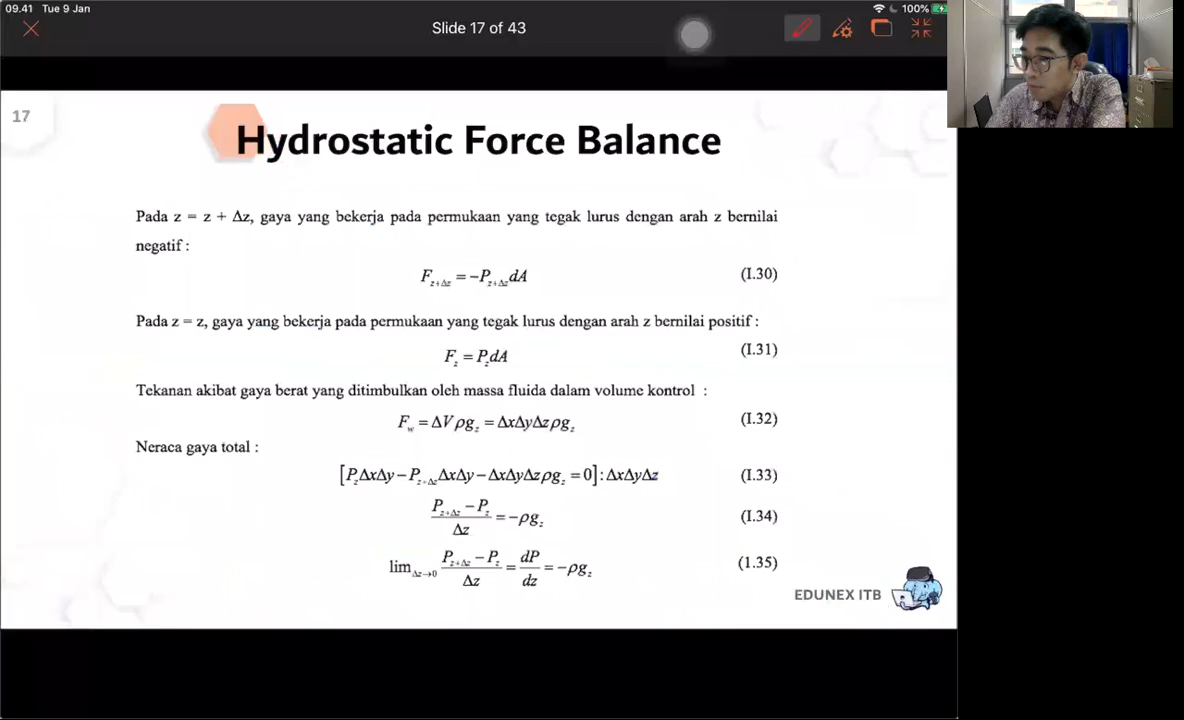 09.41 Tue 9 Jan
100%
Slide 17 of 43
17
Hydrostatic Force Balance
Pada z = z + Δz, gaya yang bekerja pada permukaan yang tegak lurus dengan arah z bernilai
negatif :
F_{z+Δz} = −P_{z+Δz}dA (I.30)
Pada z = z, gaya yang bekerja pada permukaan yang tegak lurus dengan arah z bernilai positif :
F_z = P_z dA (I.31)
Tekanan akibat gaya berat yang ditimbulkan oleh massa fluida dalam volume kontrol :
F_w = ΔVρg_z = ΔxΔyΔzρg_z (I.32)
Neraca gaya total :
[P_zΔxΔy − P_{z+Δz}ΔxΔy − ΔxΔyΔzρg_z = 0] : ΔxΔyΔz (I.33)
(P_{z+Δz} − P_z)/Δz = −ρg_z (I.34)
lim_{Δz→0} (P_{z+Δz} − P_z)/Δz = dP/dz = −ρg_z (1.35)
EDUNEX ITB